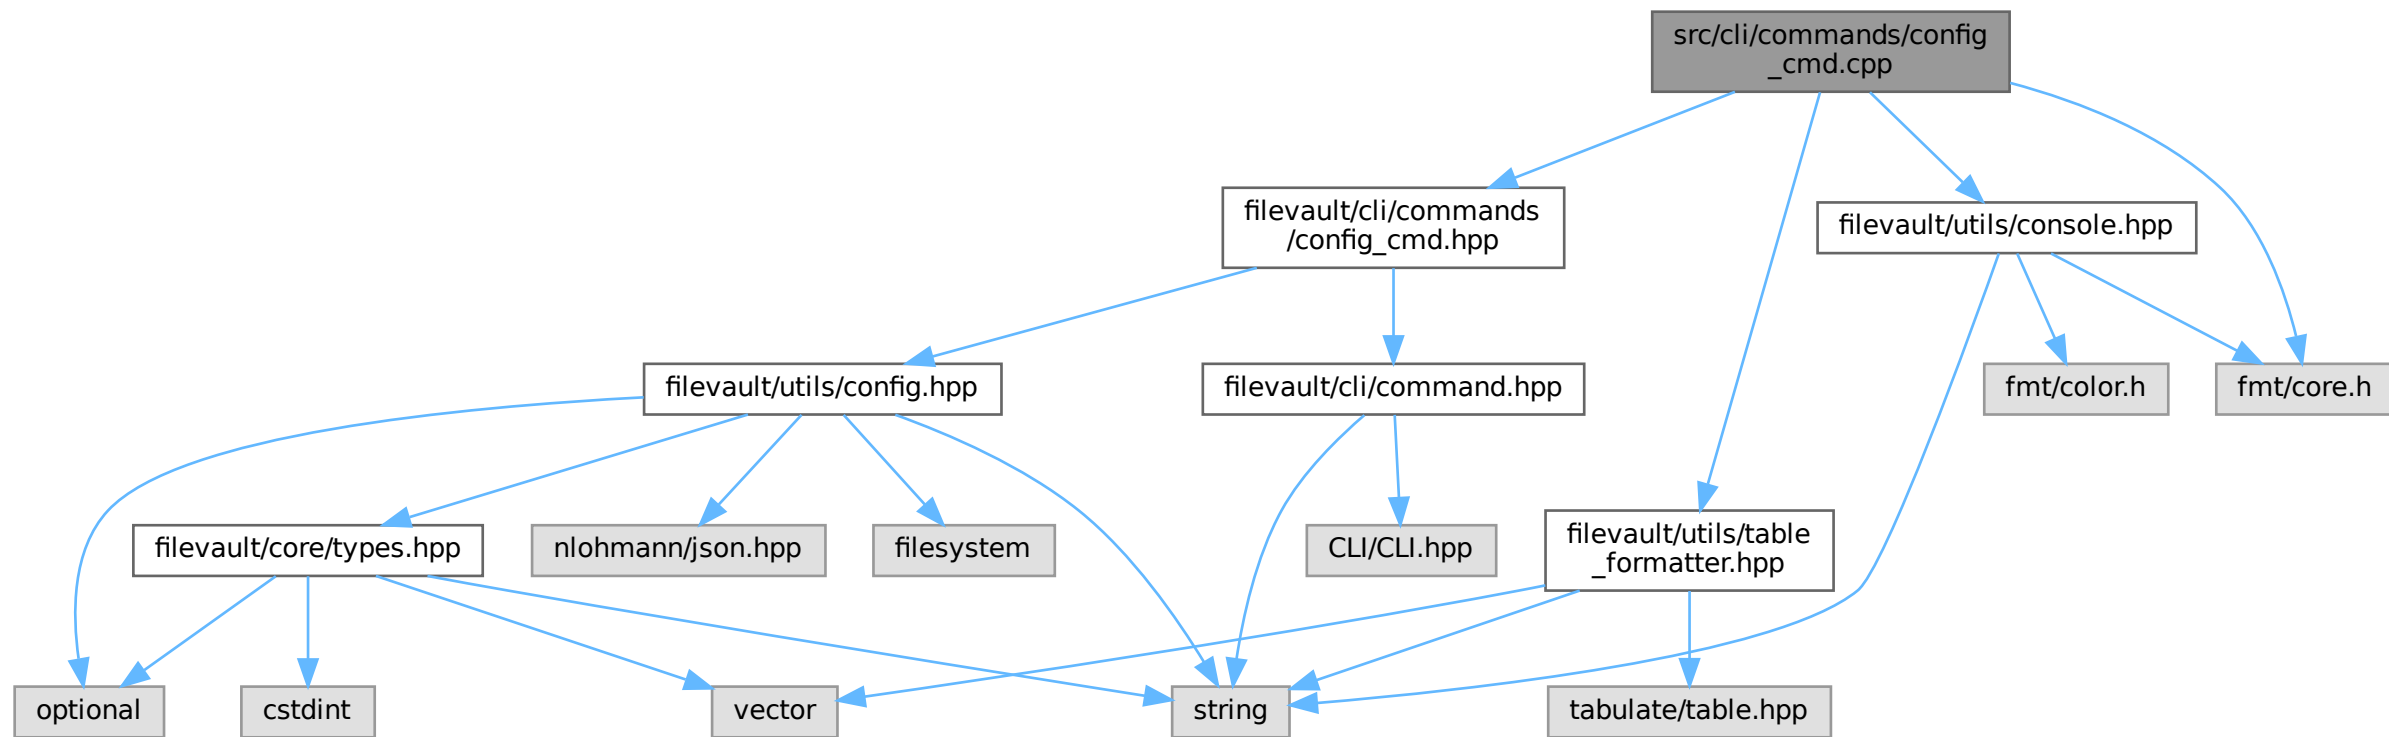 src/cli/commands/config
_cmd.cpp
filevault/cli/commands
/config_cmd.hpp
filevault/utils/console.hpp
filevault/utils/config.hpp
filevault/cli/command.hpp
fmt/color.h
fmt/core.h
filevault/core/types.hpp
nlohmann/json.hpp
filesystem
CLI/CLI.hpp
filevault/utils/table
_formatter.hpp
optional
cstdint
vector
string
tabulate/table.hpp